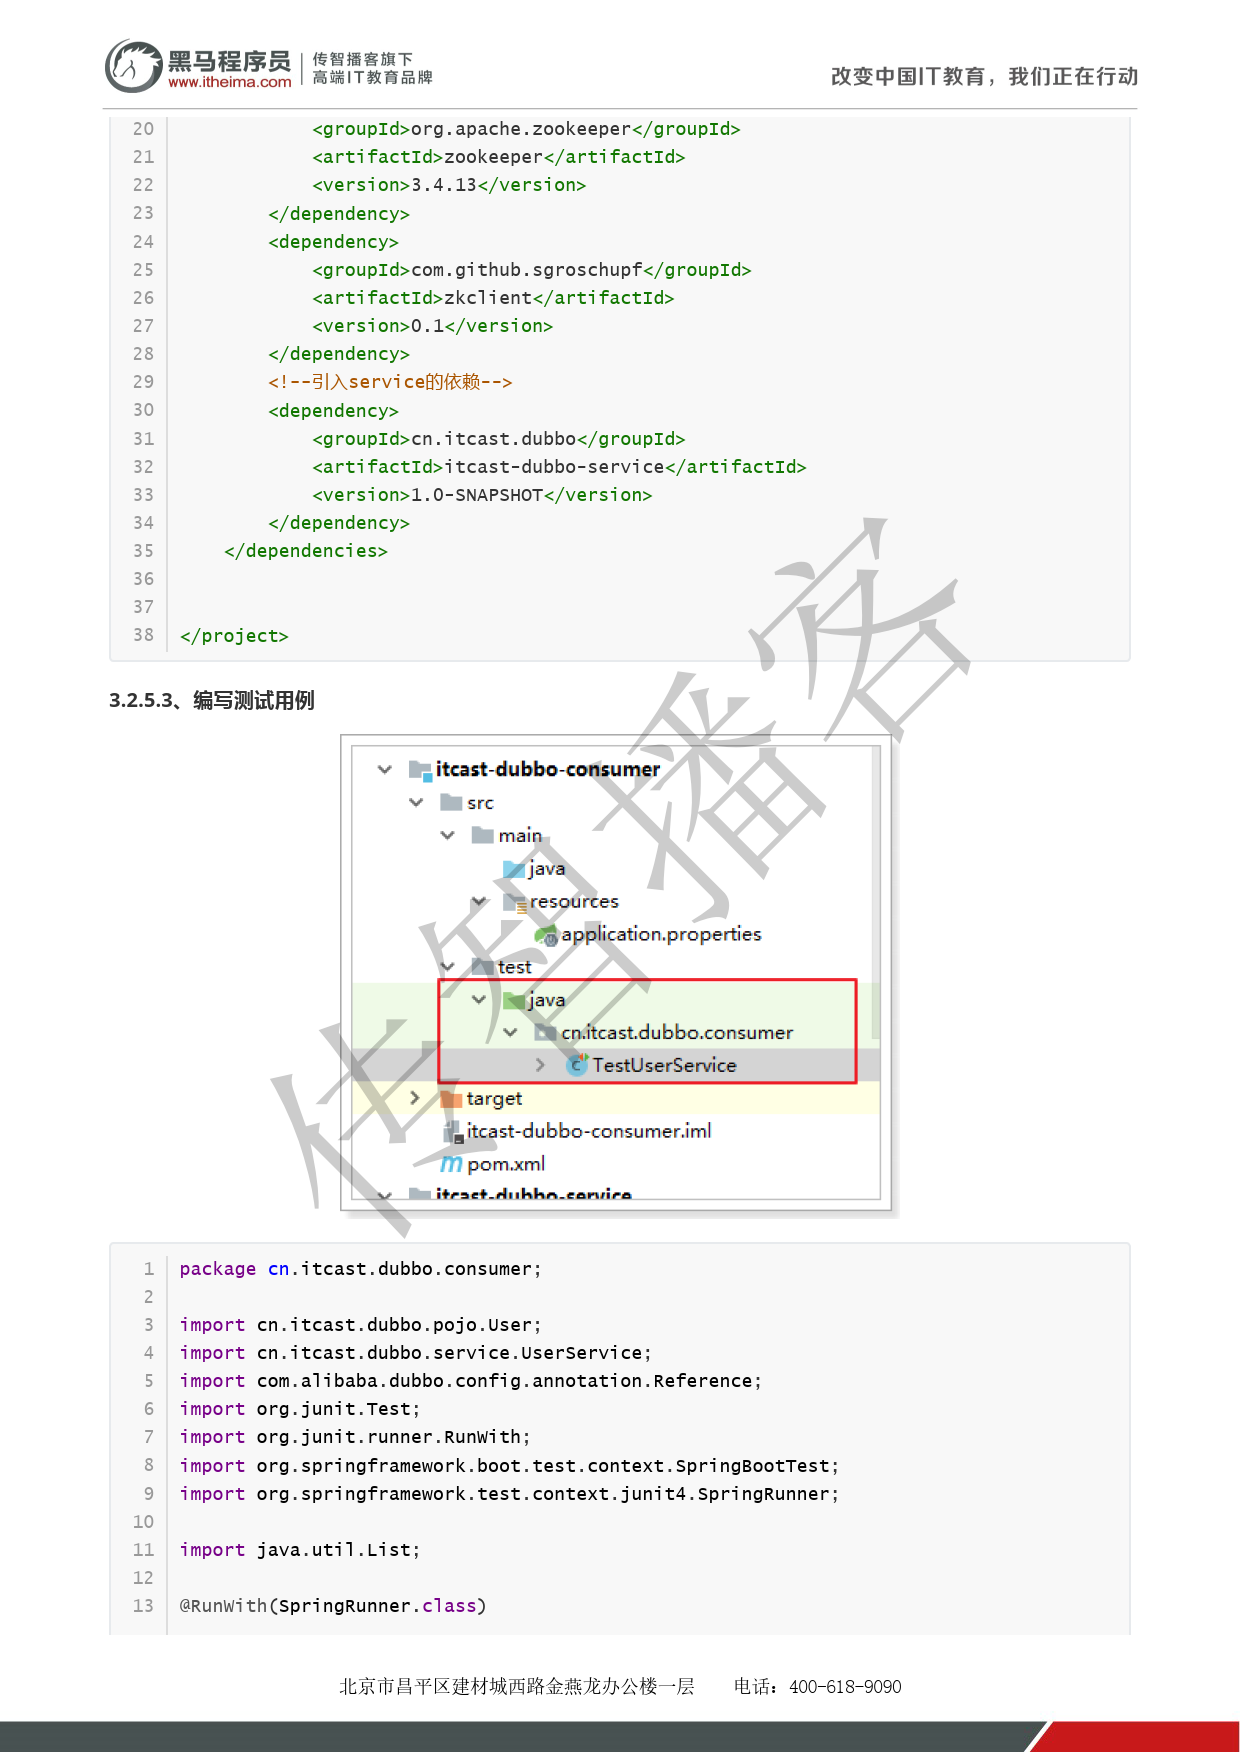 黑马程序员
www.itheima.com
传智播客旗下
高端IT教育品牌
改变中国IT教育，我们正在行动
20 <groupId>org.apache.zookeeper</groupId>
21 <artifactId>zookeeper</artifactId>
22 <version>3.4.13</version>
23 </dependency>
24 <dependency>
25 <groupId>com.github.sgroschupf</groupId>
26 <artifactId>zkclient</artifactId>
27 <version>0.1</version>
28 </dependency>
29 <!--引入service的依赖-->
30 <dependency>
31 <groupId>cn.itcast.dubbo</groupId>
32 <artifactId>itcast-dubbo-service</artifactId>
33 <version>1.0-SNAPSHOT</version>
34 </dependency>
35 </dependencies>
36
37
38 </project>
3.2.5.3、编写测试用例
itcast-dubbo-consumer
src
main
java
resources
application.properties
test
java
cn.itcast.dubbo.consumer
TestUserService
target
itcast-dubbo-consumer.iml
pom.xml
itcast-dubbo-service
传智播客
1 package cn.itcast.dubbo.consumer;
2
3 import cn.itcast.dubbo.pojo.User;
4 import cn.itcast.dubbo.service.UserService;
5 import com.alibaba.dubbo.config.annotation.Reference;
6 import org.junit.Test;
7 import org.junit.runner.RunWith;
8 import org.springframework.boot.test.context.SpringBootTest;
9 import org.springframework.test.context.junit4.SpringRunner;
10
11 import java.util.List;
12
13 @RunWith(SpringRunner.class)
北京市昌平区建材城西路金燕龙办公楼一层 电话：400-618-9090